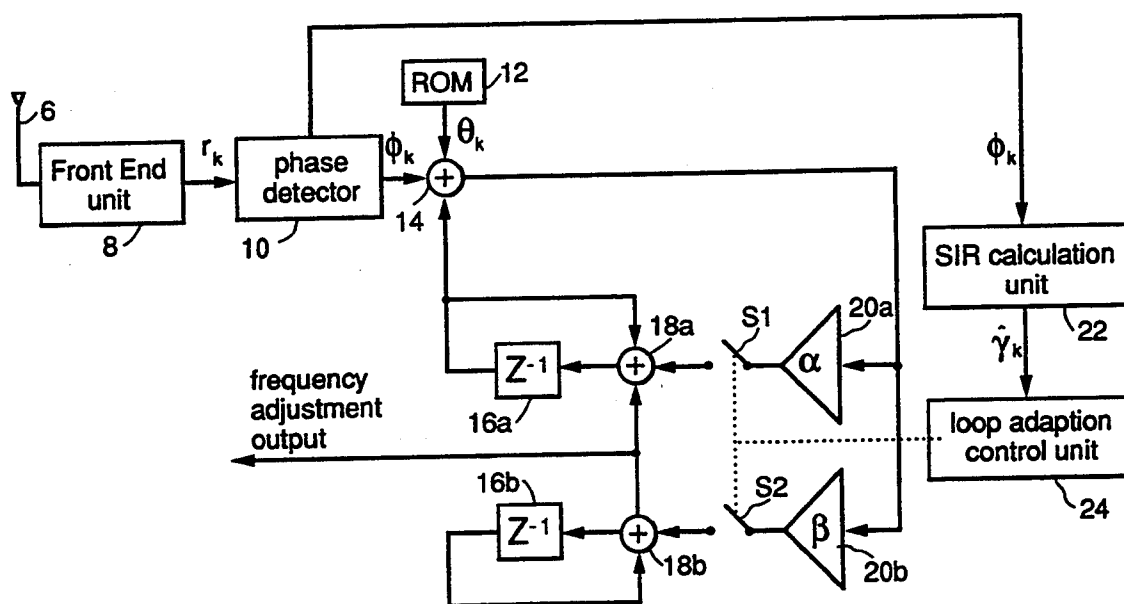 6
Front End
unit
8
r_k
phase
detector
10
ROM
12
θ_k
ϕ_k
14
ϕ_k
SIR calculation
unit
22
γ̂_k
loop adaption
control unit
24
18a
Z⁻¹
16a
S1
20a
α
frequency
adjustment
output
16b
Z⁻¹
18b
S2
β
20b